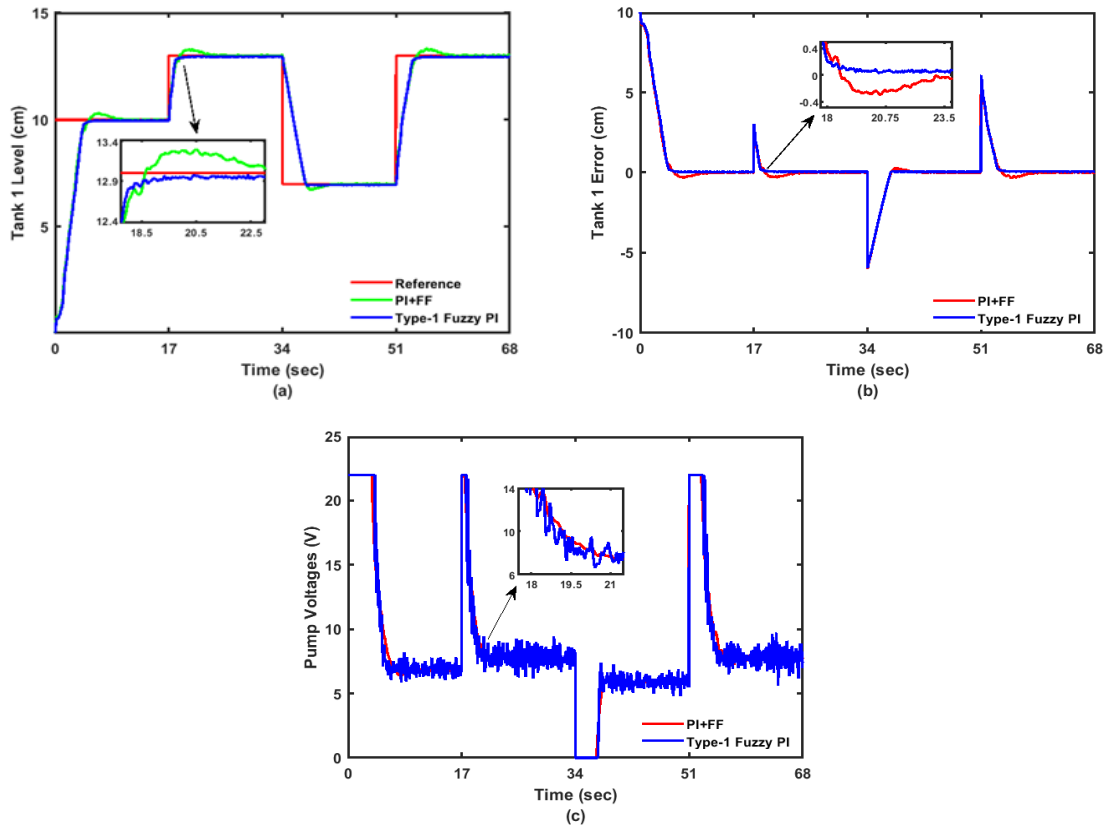 15
10
5
Tank 1 Level (cm)
13.4
12.9
12.4
18.5 20.5 22.5
Reference
PI+FF
Type-1 Fuzzy PI
0 17 34 51 68
Time (sec)
(a)
10
5
0
-5
-10
Tank 1 Error (cm)
0.4
0
-0.4
18 20.75 23.5
PI+FF
Type-1 Fuzzy PI
0 17 34 51 68
Time (sec)
(b)
25
20
15
10
5
0
Pump Voltages (V)
14
10
6
18 19.5 21
PI+FF
Type-1 Fuzzy PI
0 17 34 51 68
Time (sec)
(c)